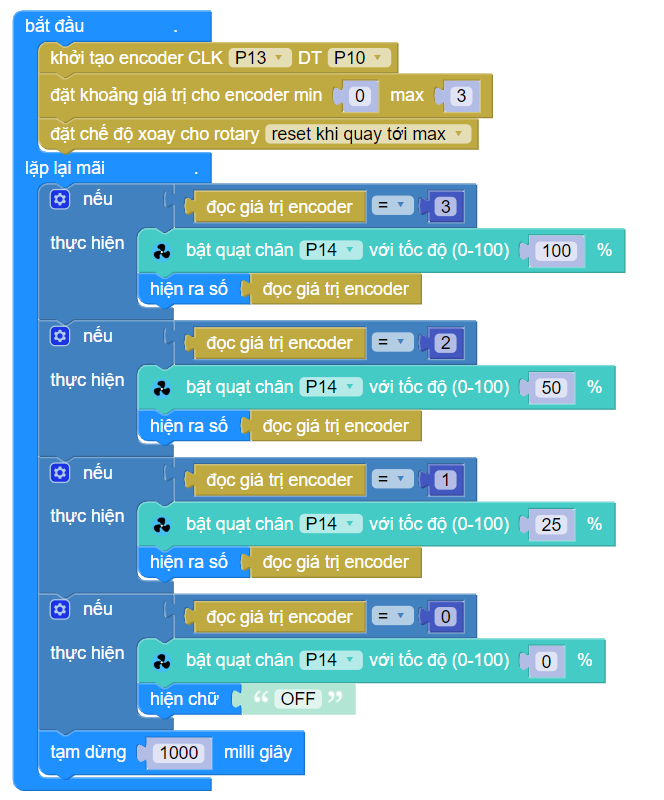 bắt đầu .
khởi tạo encoder CLK P13 DT P10
đặt khoảng giá trị cho encoder min 0 max 3
đặt chế độ xoay cho rotary reset khi quay tới max
lặp lại mãi .
nếu đọc giá trị encoder = 3
thực hiện bật quạt chân P14 với tốc độ (0-100) 100 %
hiện ra số đọc giá trị encoder
nếu đọc giá trị encoder = 2
thực hiện bật quạt chân P14 với tốc độ (0-100) 50 %
hiện ra số đọc giá trị encoder
nếu đọc giá trị encoder = 1
thực hiện bật quạt chân P14 với tốc độ (0-100) 25 %
hiện ra số đọc giá trị encoder
nếu đọc giá trị encoder = 0
thực hiện bật quạt chân P14 với tốc độ (0-100) 0 %
hiện chữ “ OFF ”
tạm dừng 1000 milli giây